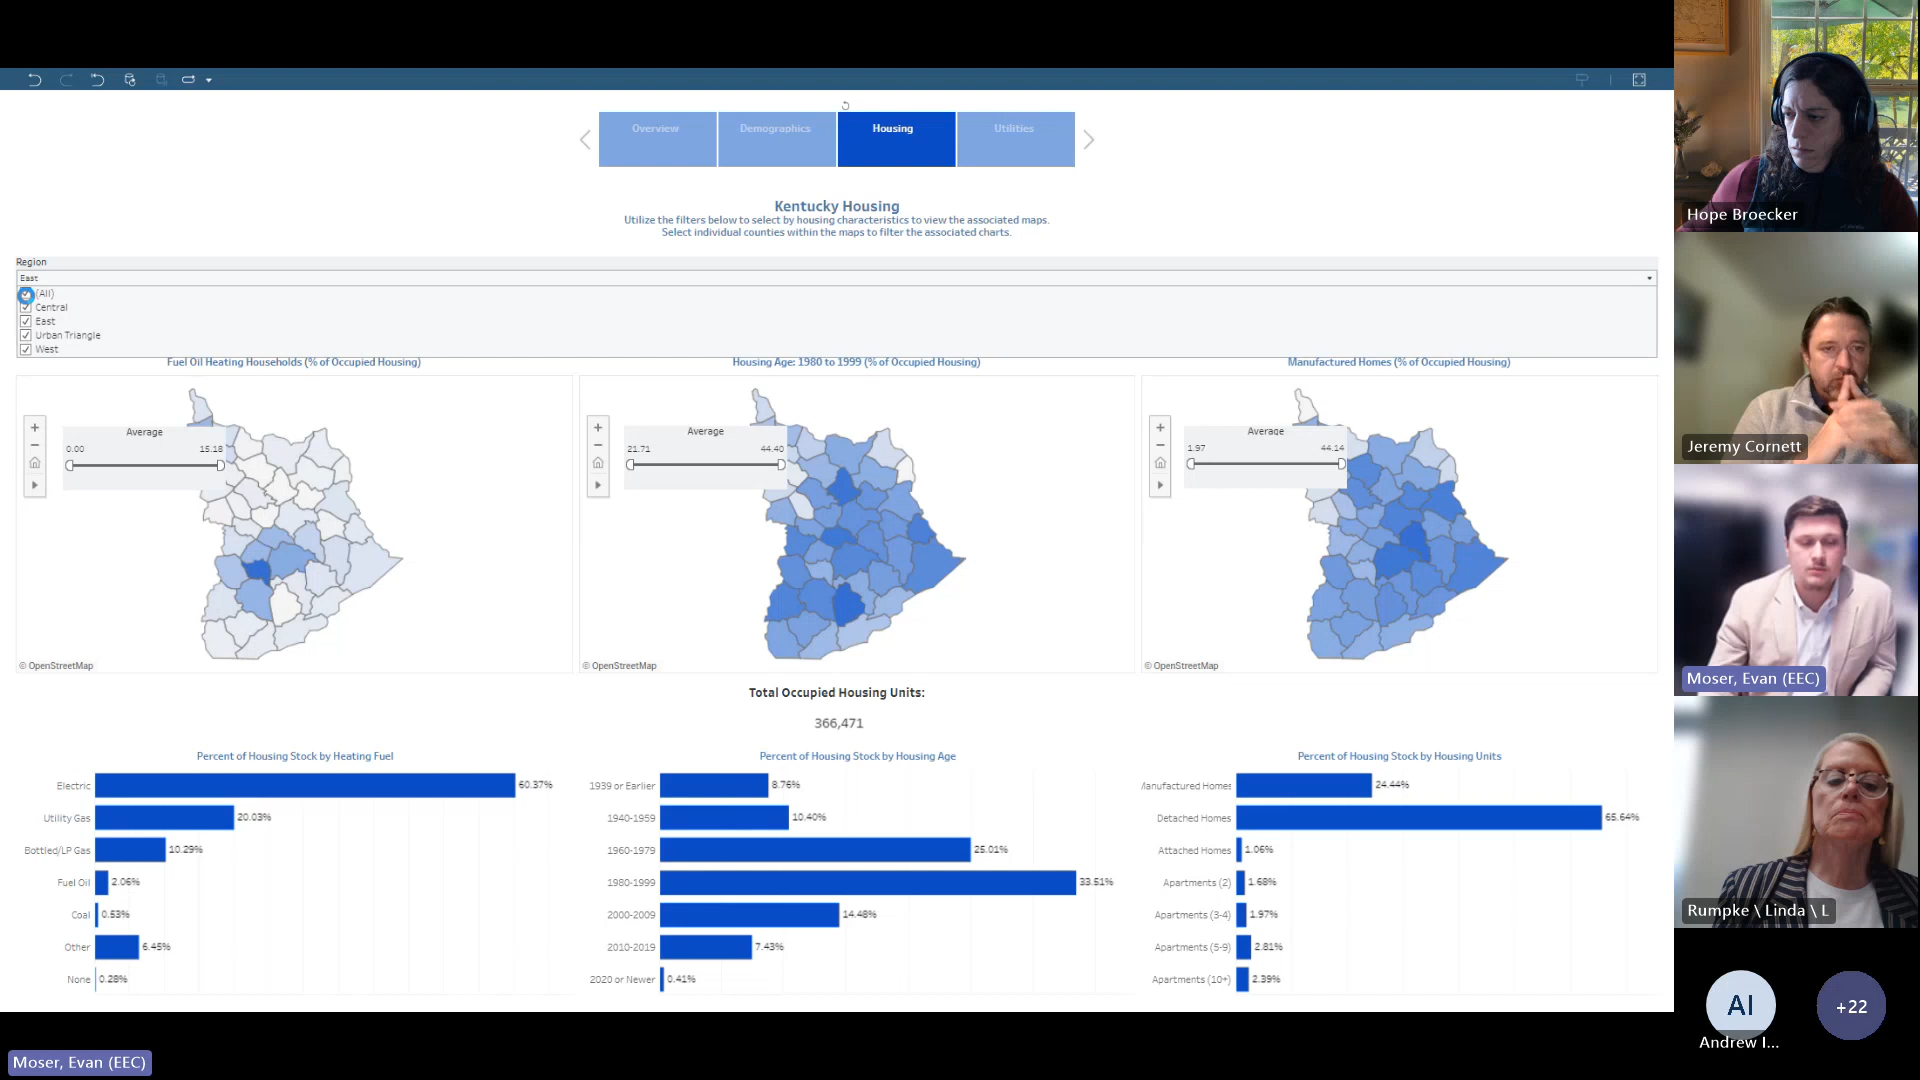 Overview
Demographics
Housing
Utilities
Kentucky Housing
Utilize the filters below to select by housing characteristics to view the associated maps.
Select individual counties within the maps to filter the associated charts.
Region
East
(All)
Central
East
Urban Triangle
West
Fuel Oil Heating Households (% of Occupied Housing)
Housing Age: 1980 to 1999 (% of Occupied Housing)
Manufactured Homes (% of Occupied Housing)
Average
0.00 15.18
Average
21.71 44.40
Average
1.97 44.14
© OpenStreetMap
© OpenStreetMap
© OpenStreetMap
Total Occupied Housing Units:
366,471
Percent of Housing Stock by Heating Fuel
Electric 60.37%
Utility Gas 20.03%
Bottled/LP Gas 10.29%
Fuel Oil 2.06%
Coal 0.53%
Other 6.45%
None 0.28%
Percent of Housing Stock by Housing Age
1939 or Earlier 8.76%
1940-1959 10.40%
1960-1979 25.01%
1980-1999 33.51%
2000-2009 14.48%
2010-2019 7.43%
2020 or Newer 0.41%
Percent of Housing Stock by Housing Units
Manufactured Homes 24.44%
Detached Homes 65.64%
Attached Homes 1.06%
Apartments (2) 1.68%
Apartments (3-4) 1.97%
Apartments (5-9) 2.81%
Apartments (10+) 2.39%
Hope Broecker
Jeremy Cornett
Moser, Evan (EEC)
Rumpke \ Linda \ L
AI
Andrew I...
+22
Moser, Evan (EEC)